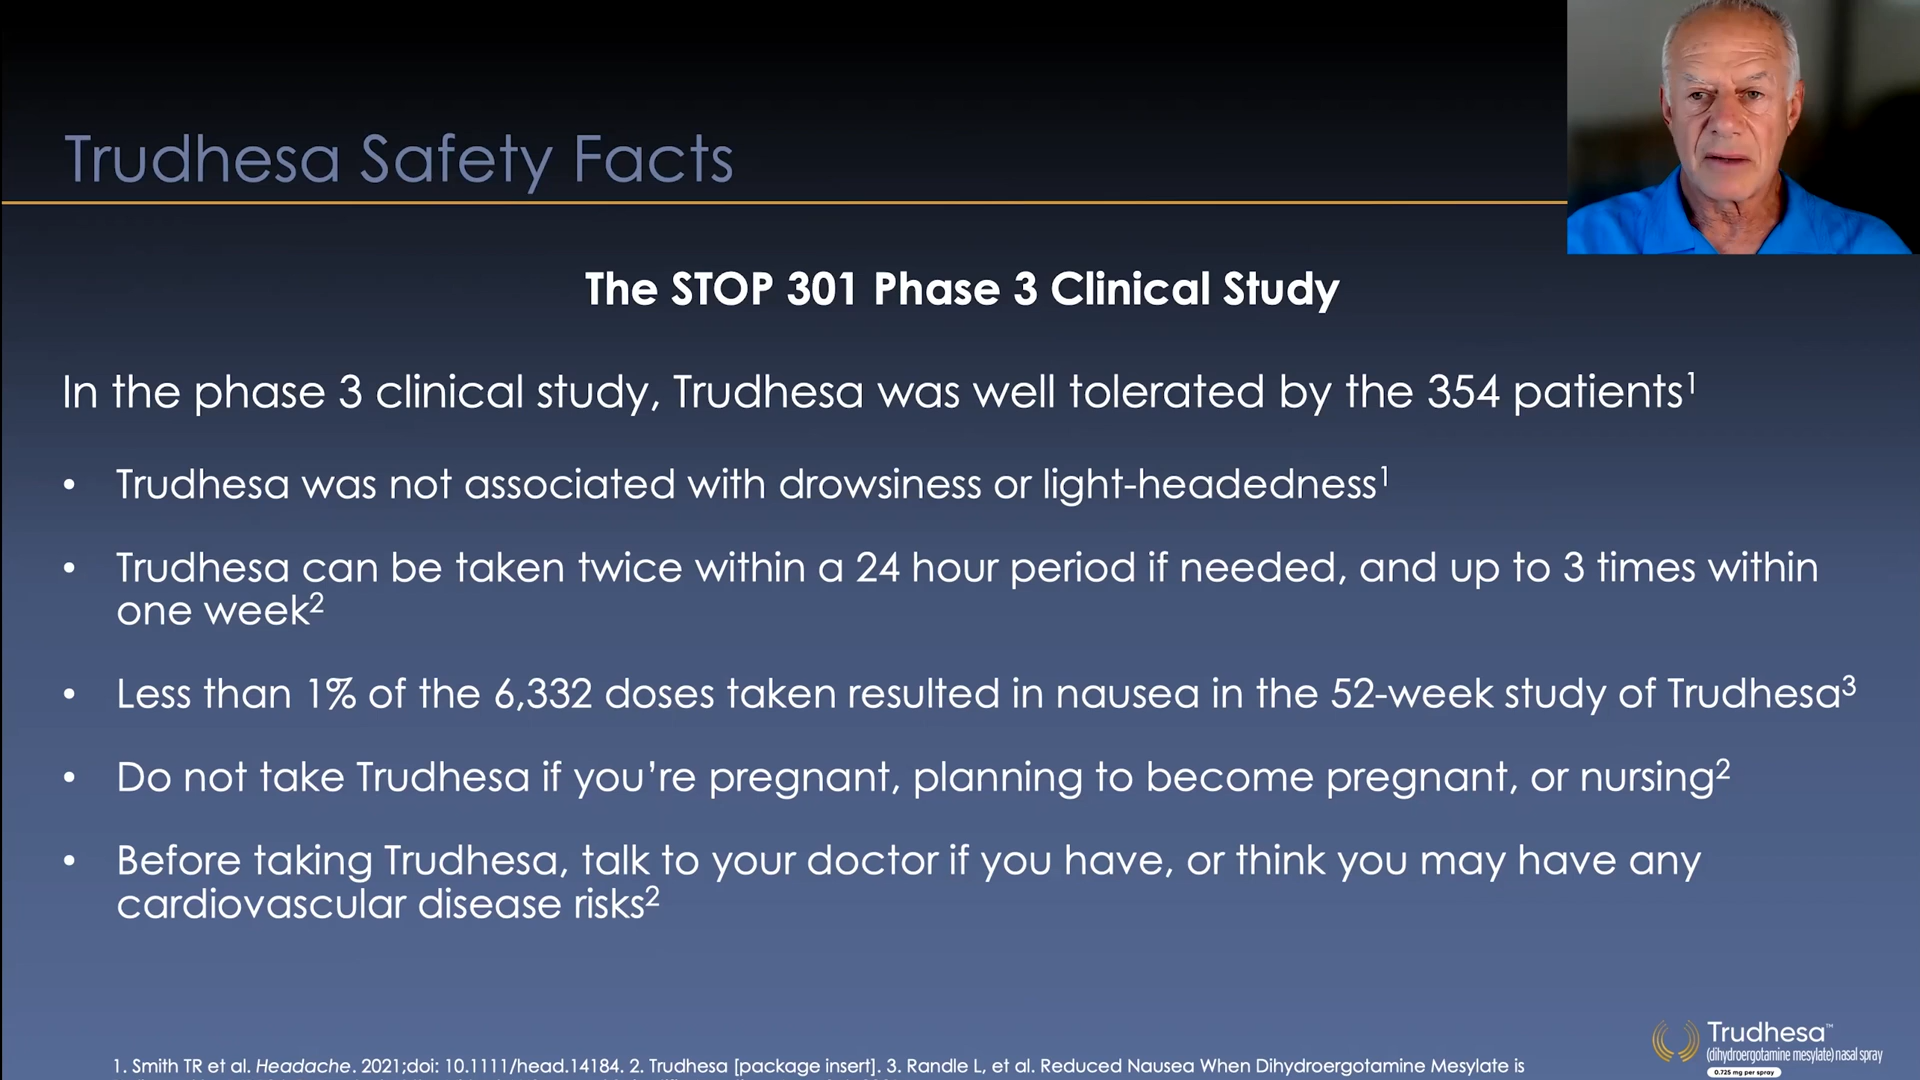 Trudhesa Safety Facts
The STOP 301 Phase 3 Clinical Study
In the phase 3 clinical study, Trudhesa was well tolerated by the 354 patients¹
• Trudhesa was not associated with drowsiness or light-headedness¹
• Trudhesa can be taken twice within a 24 hour period if needed, and up to 3 times within
one week²
• Less than 1% of the 6,332 doses taken resulted in nausea in the 52-week study of Trudhesa³
• Do not take Trudhesa if you’re pregnant, planning to become pregnant, or nursing²
• Before taking Trudhesa, talk to your doctor if you have, or think you may have any
cardiovascular disease risks²
1. Smith TR et al. Headache. 2021;doi: 10.1111/head.14184. 2. Trudhesa [package insert]. 3. Randle L, et al. Reduced Nausea When Dihydroergotamine Mesylate is
Trudhesa™
(dihydroergotamine mesylate) nasal spray
0.725 mg per spray